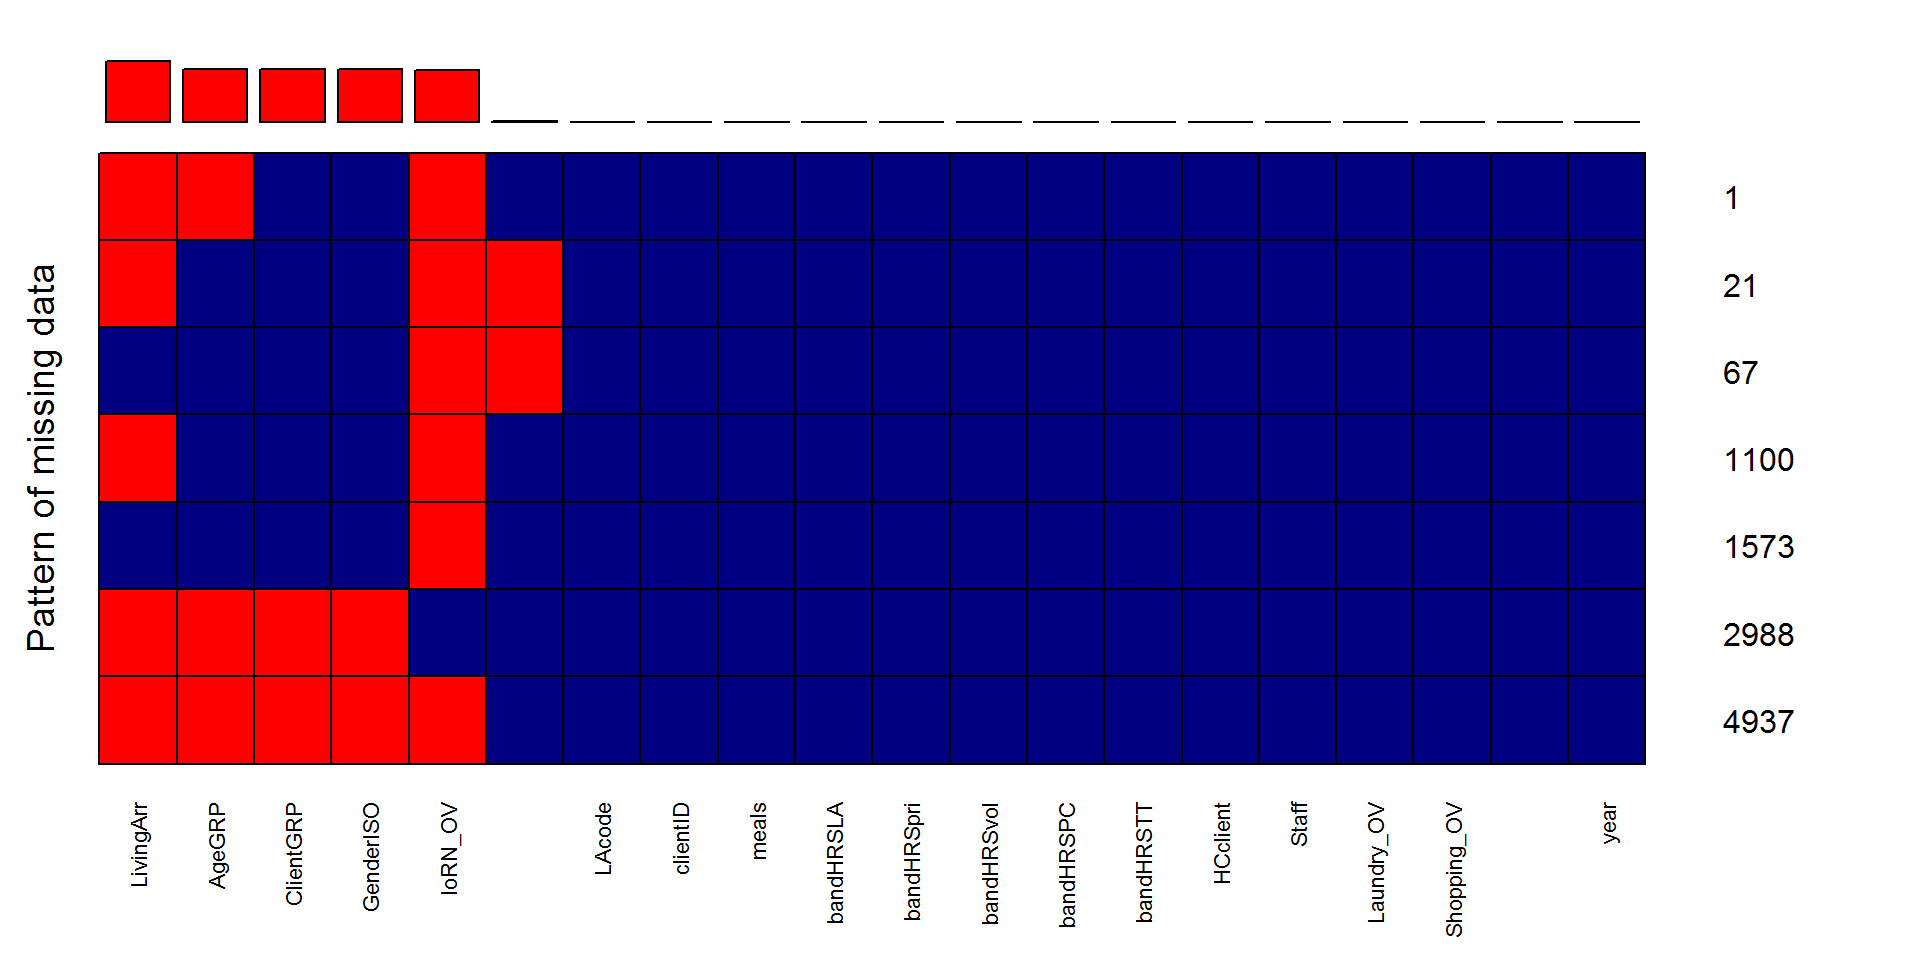 Pattern of missing data
1
21
67
1100
1573
2988
4937
LivingArr
AgeGRP
ClientGRP
GenderISO
IoRN_OV
LAcode
clientID
meals
bandHRSLA
bandHRSpri
bandHRSvol
bandHRSPC
bandHRSTT
HCclient
Staff
Laundry_OV
Shopping_OV
year